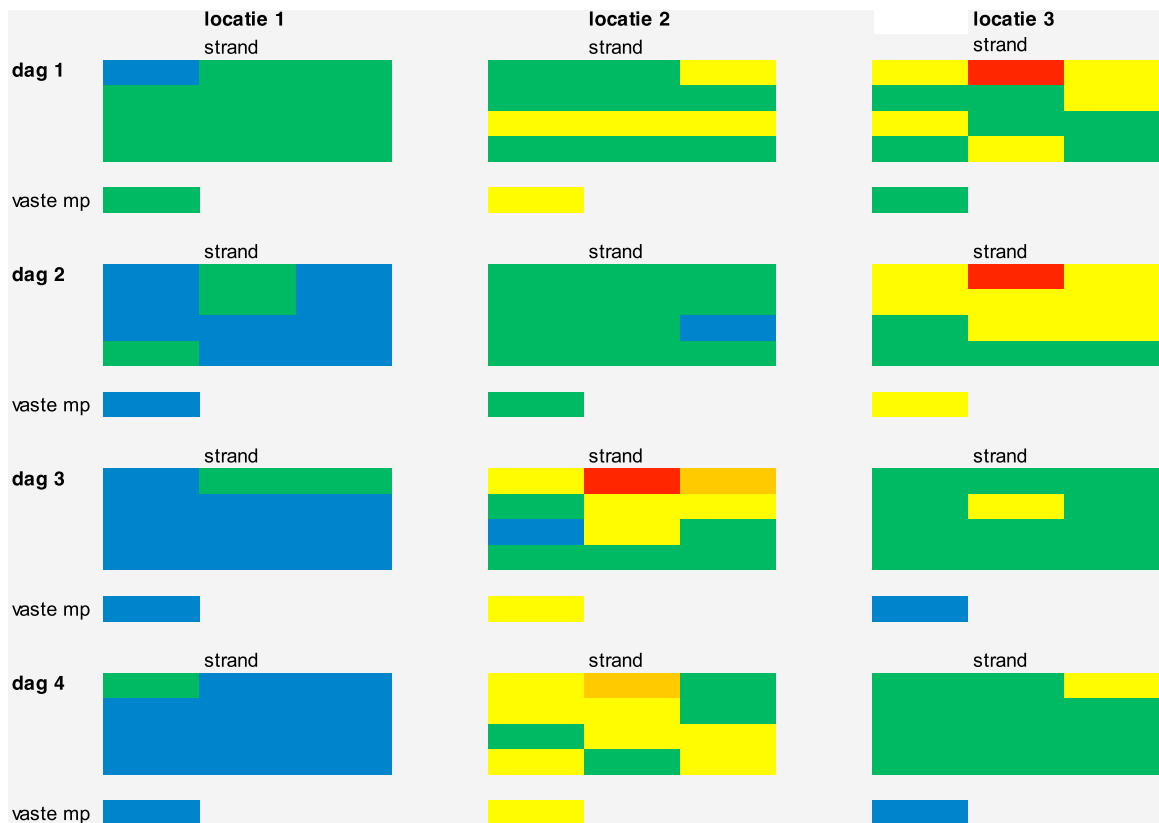 locatie 1 locatie 2 locatie 3
strand strand strand
dag 1
vaste mp
strand strand strand
dag 2
vaste mp
strand strand strand
dag 3
vaste mp
strand strand strand
dag 4
vaste mp